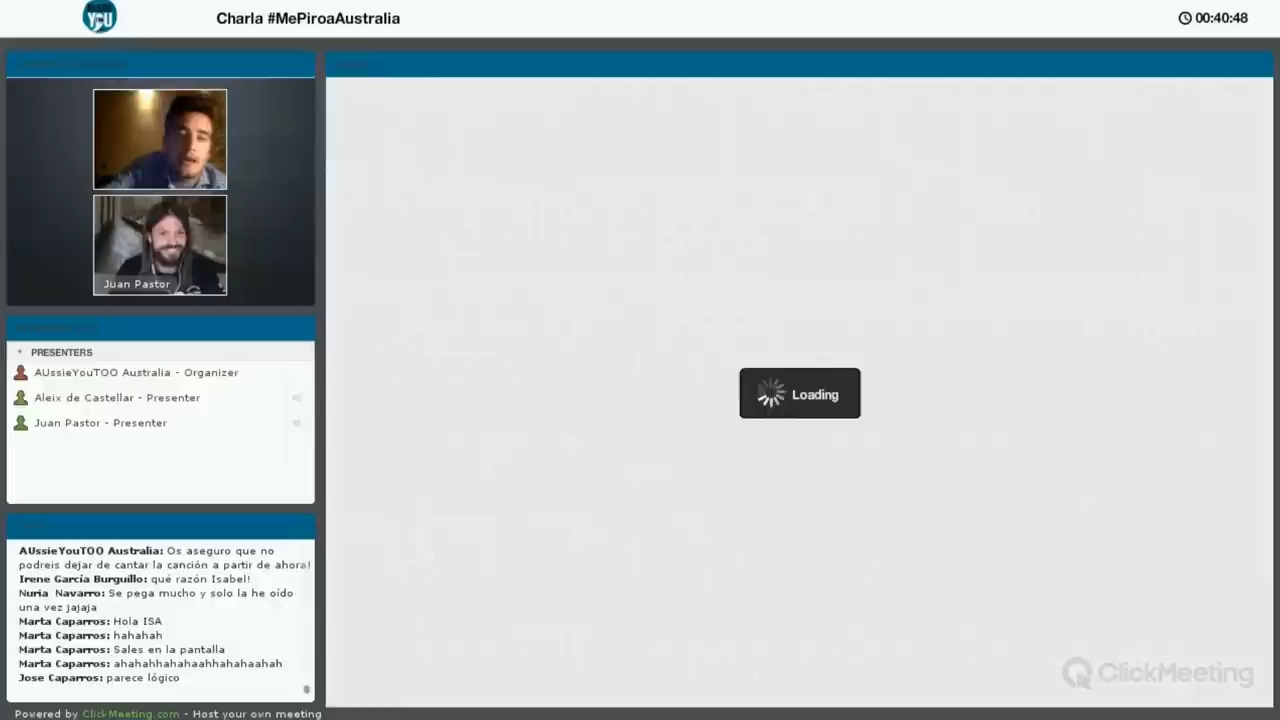 YOU
Charla #MePiroaAustralia
00:40:48
Juan Pastor
PRESENTERS
AUssieYouTOO Australia - Organizer
Aleix de Castellar - Presenter
Juan Pastor - Presenter
Loading
AUssieYouTOO Australia: Os aseguro que no
podreis dejar de cantar la canción a partir de ahora!
Irene García Burguillo: qué razón Isabel!
Nuria Navarro: Se pega mucho y solo la he oído
una vez jajaja
Marta Caparros: Hola ISA
Marta Caparros: hahahah
Marta Caparros: Sales en la pantalla
Marta Caparros: ahahahhahahaahhahahaahah
Jose Caparros: parece lógico
ClickMeeting
Powered by ClickMeeting.com - Host your own meeting